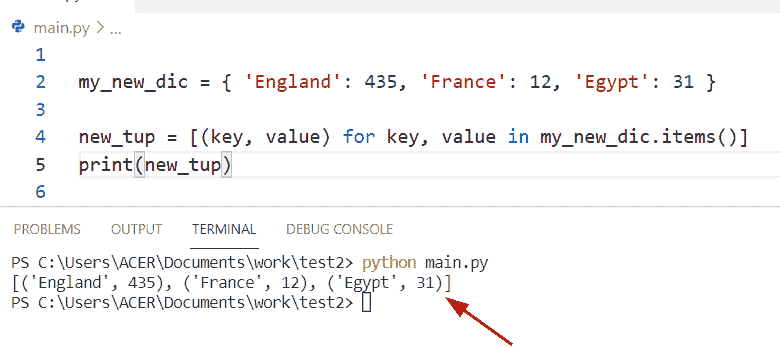 main.py > ...
1
2 my_new_dic = { 'England': 435, 'France': 12, 'Egypt': 31 }
3
4 new_tup = [(key, value) for key, value in my_new_dic.items()]
5 print(new_tup)
6
PROBLEMS OUTPUT TERMINAL DEBUG CONSOLE
PS C:\Users\ACER\Documents\work\test2> python main.py
[('England', 435), ('France', 12), ('Egypt', 31)]
PS C:\Users\ACER\Documents\work\test2>